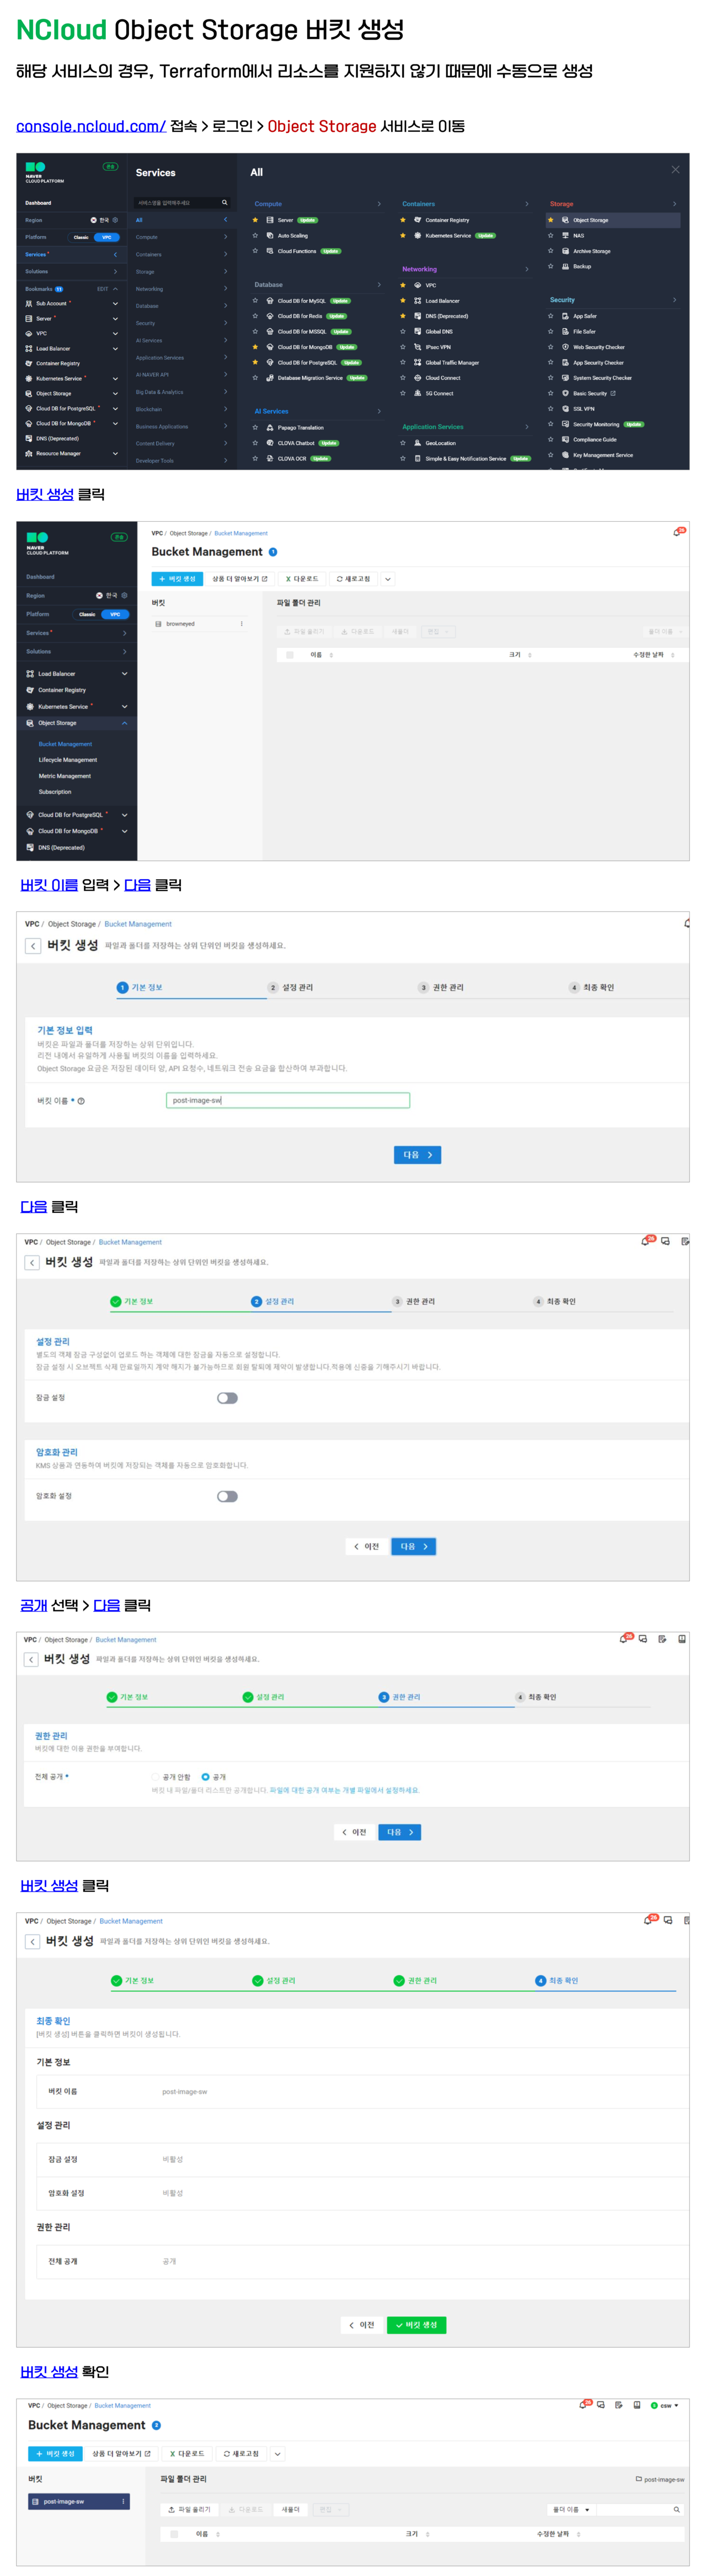 NCloud Object Storage 버킷 생성
해당 서비스의 경우, Terraform에서 리소스를 지원하지 않기 때문에 수동으로 생성
console.ncloud.com/ 접속 > 로그인 > Object Storage 서비스로 이동
NAVER
CLOUD PLATFORM
Services
All
Dashboard
Region 한국
All
Platform Classic VPC
Compute
Services
Containers
Solutions
Storage
Bookmarks 11 EDIT
Networking
Sub Account
Database
Server
Security
VPC
AI Services
Load Balancer
Application Services
Container Registry
AI·NAVER API
Kubernetes Service
Big Data & Analytics
Object Storage
Blockchain
Cloud DB for PostgreSQL
Business Applications
Cloud DB for MongoDB
Content Delivery
DNS (Deprecated)
Developer Tools
Resource Manager
Compute
Server Update
Auto Scaling
Cloud Functions Update
Database
Cloud DB for MySQL Update
Cloud DB for Redis Update
Cloud DB for MSSQL Update
Cloud DB for MongoDB Update
Cloud DB for PostgreSQL Update
Database Migration Service Update
AI Services
Papago Translation
CLOVA Chatbot Update
CLOVA OCR Update
Containers
Container Registry
Kubernetes Service Update
Networking
VPC
Load Balancer
DNS (Deprecated)
Global DNS
IPsec VPN
Global Traffic Manager
Cloud Connect
5G Connect
Application Services
GeoLocation
Simple & Easy Notification Service Update
Storage
Object Storage
NAS
Archive Storage
Backup
Security
App Safer
File Safer
Web Security Checker
App Security Checker
System Security Checker
Basic Security
SSL VPN
Security Monitoring Update
Compliance Guide
Key Management Service
버킷 생성 클릭
NAVER
CLOUD PLATFORM
Dashboard
Region 한국
Platform Classic VPC
Services
Solutions
Load Balancer
Container Registry
Kubernetes Service
Object Storage
Bucket Management
Lifecycle Management
Metric Management
Subscription
Cloud DB for PostgreSQL
Cloud DB for MongoDB
DNS (Deprecated)
VPC / Object Storage / Bucket Management
Bucket Management 1
+ 버킷 생성 상품 더 알아보기 다운로드 새로고침
버킷 파일 폴더 관리
browneyed
파일 올리기 다운로드 새폴더 편집 폴더 이름
이름 크기 수정한 날짜
버킷 이름 입력 > 다음 클릭
VPC / Object Storage / Bucket Management
버킷 생성 파일과 폴더를 저장하는 상위 단위인 버킷을 생성하세요.
1 기본 정보 2 설정 관리 3 권한 관리 4 최종 확인
기본 정보 입력
버킷은 파일과 폴더를 저장하는 상위 단위입니다.
리전 내에서 유일하게 사용될 버킷의 이름을 입력하세요.
Object Storage 요금은 저장된 데이터 양, API 요청수, 네트워크 전송 요금을 합산하여 부과합니다.
버킷 이름 post-image-sw
다음
다음 클릭
VPC / Object Storage / Bucket Management
버킷 생성 파일과 폴더를 저장하는 상위 단위인 버킷을 생성하세요.
기본 정보 2 설정 관리 3 권한 관리 4 최종 확인
설정 관리
별도의 객체 잠금 구성없이 업로드 하는 객체에 대한 잠금을 자동으로 설정합니다.
잠금 설정 시 오브젝트 삭제 만료일까지 계약 해지가 불가능하므로 회원 탈퇴에 제약이 발생합니다.적용에 신중을 기해주시기 바랍니다.
잠금 설정
암호화 관리
KMS 상품과 연동하여 버킷에 저장되는 객체를 자동으로 암호화합니다.
암호화 설정
이전 다음
공개 선택 > 다음 클릭
VPC / Object Storage / Bucket Management
버킷 생성 파일과 폴더를 저장하는 상위 단위인 버킷을 생성하세요.
기본 정보 설정 관리 3 권한 관리 4 최종 확인
권한 관리
버킷에 대한 이용 권한을 부여합니다.
전체 공개 공개 안함 공개
버킷 내 파일/폴더 리스트만 공개합니다. 파일에 대한 공개 여부는 개별 파일에서 설정하세요.
이전 다음
버킷 생성 클릭
VPC / Object Storage / Bucket Management
버킷 생성 파일과 폴더를 저장하는 상위 단위인 버킷을 생성하세요.
기본 정보 설정 관리 권한 관리 4 최종 확인
최종 확인
[버킷 생성] 버튼을 클릭하면 버킷이 생성됩니다.
기본 정보
버킷 이름 post-image-sw
설정 관리
잠금 설정 비활성
암호화 설정 비활성
권한 관리
전체 공개 공개
이전 버킷 생성
버킷 생성 확인
VPC / Object Storage / Bucket Management
csw
Bucket Management 2
+ 버킷 생성 상품 더 알아보기 다운로드 새로고침
버킷 파일 폴더 관리 post-image-sw
post-image-sw 파일 올리기 다운로드 새폴더 편집 폴더 이름
이름 크기 수정한 날짜